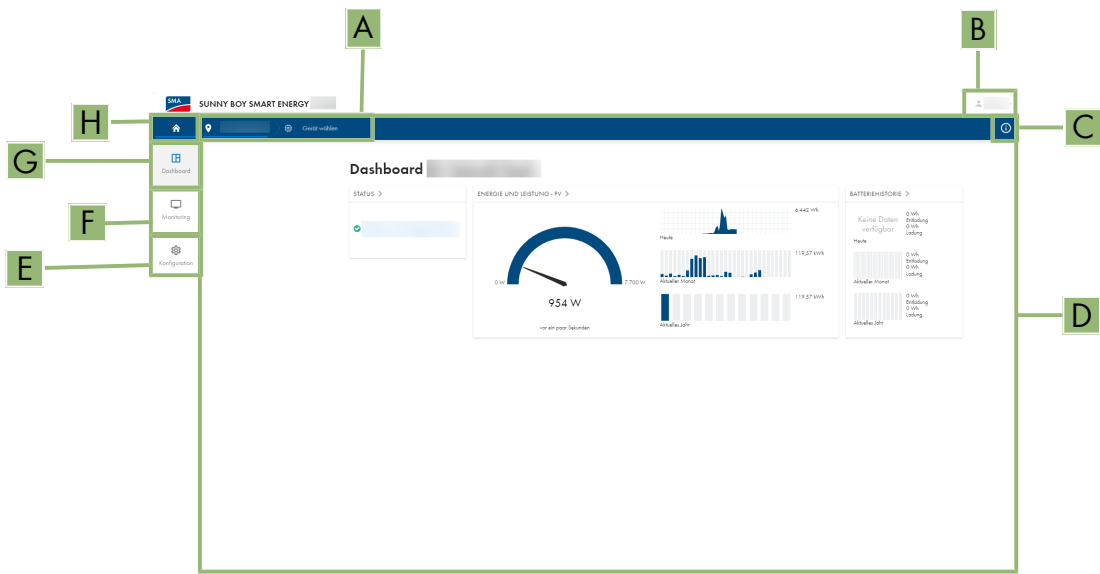 A
B
SMA
SUNNY BOY SMART ENERGY
H
Gerät wählen
C
G
Dashboard
Dashboard
STATUS >
ENERGIE UND LEISTUNG - PV >
BATTERIEHISTORIE >
F
Monitoring
6.442 Wh
Heute
Keine Daten
verfügbar
0 Wh
Entladung
0 Wh
Ladung
Heute
E
Konfiguration
0 W
7.700 W
954 W
vor ein paar Sekunden
119,57 kWh
Aktueller Monat
0 Wh
Entladung
0 Wh
Ladung
Aktueller Monat
119,57 kWh
Aktuelles Jahr
0 Wh
Entladung
0 Wh
Ladung
Aktuelles Jahr
D